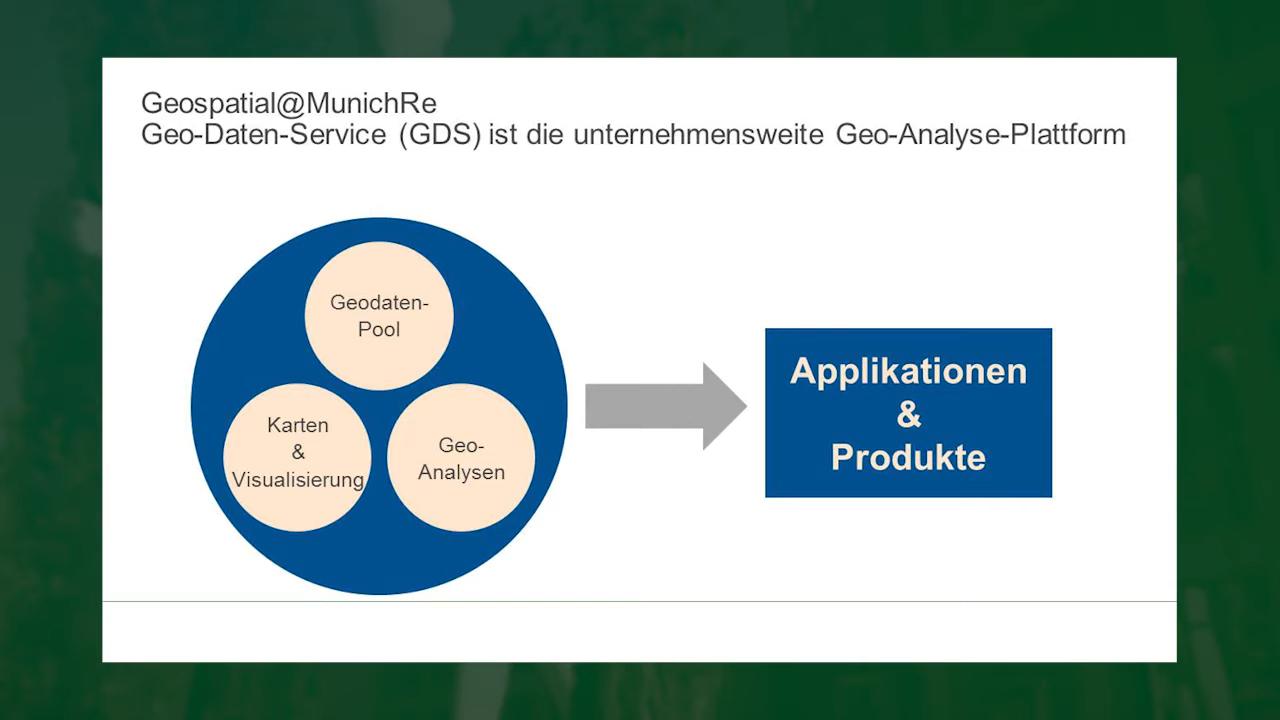 Geospatial@MunichRe
Geo-Daten-Service (GDS) ist die unternehmensweite Geo-Analyse-Plattform
Geodaten-
Pool
Karten
&
Visualisierung
Geo-
Analysen
Applikationen
&
Produkte